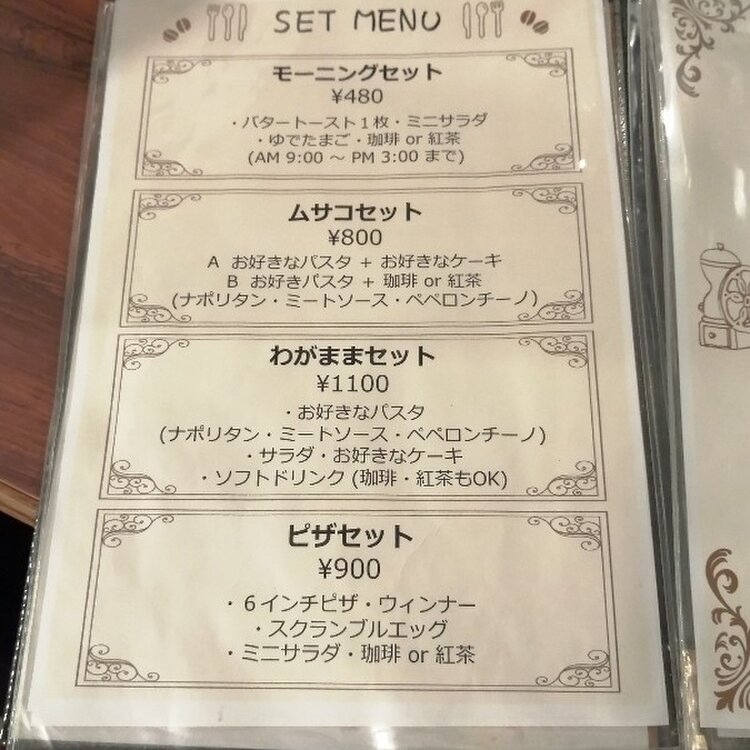 SET MENU
モーニングセット
¥480
・バタートースト１枚・ミニサラダ
・ゆでたまご・珈琲 or 紅茶
(AM 9:00 ～ PM 3:00 まで)
ムサコセット
¥800
A お好きなパスタ + お好きなケーキ
B お好きパスタ + 珈琲 or 紅茶
(ナポリタン・ミートソース・ペペロンチーノ)
わがままセット
¥1100
・お好きなパスタ
(ナポリタン・ミートソース・ペペロンチーノ)
・サラダ・お好きなケーキ
・ソフトドリンク (珈琲・紅茶もOK)
ピザセット
¥900
・６インチピザ・ウィンナー
・スクランブルエッグ
・ミニサラダ・珈琲 or 紅茶